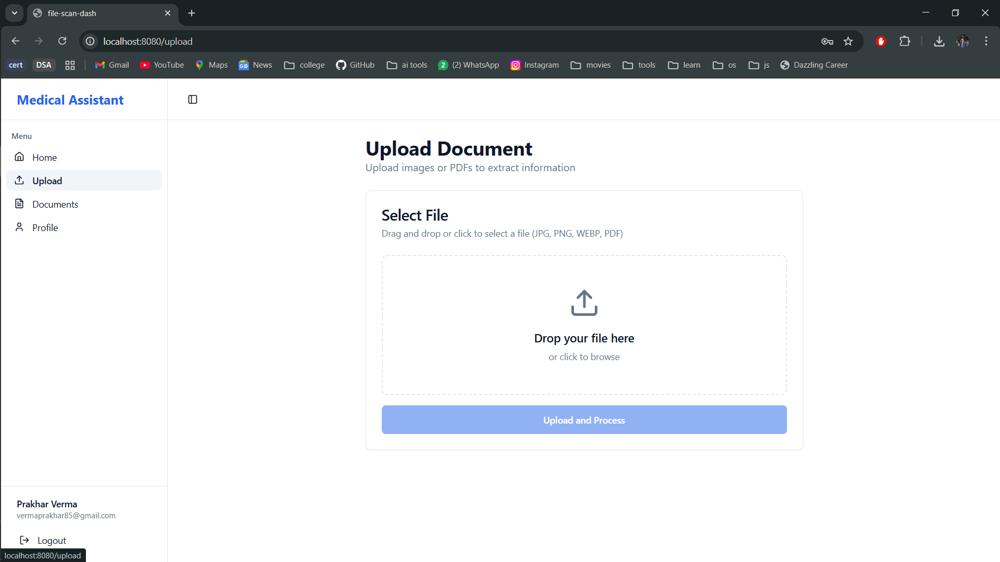 file-scan-dash
localhost:8080/upload
cert DSA Gmail YouTube Maps News college GitHub ai tools 2 (2) WhatsApp Instagram movies tools learn os js Dazzling Career
Medical Assistant
Menu
Home
Upload
Documents
Profile
Upload Document
Upload images or PDFs to extract information
Select File
Drag and drop or click to select a file (JPG, PNG, WEBP, PDF)
Drop your file here
or click to browse
Upload and Process
Prakhar Verma
vermaprakhar85@gmail.com
Logout
localhost:8080/upload